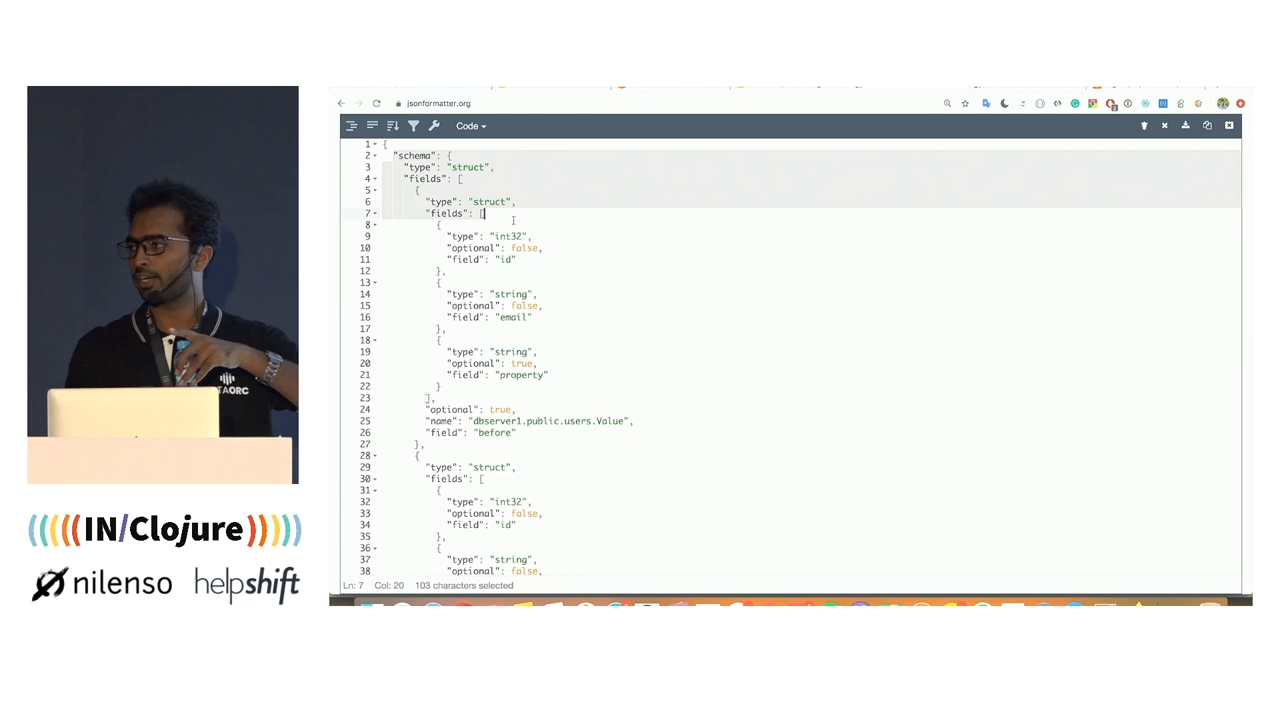 jsonformatter.org
Code
1 {
2 "schema": {
3 "type": "struct",
4 "fields": [
5 {
6 "type": "struct",
7 "fields": [
8 {
9 "type": "int32",
10 "optional": false,
11 "field": "id"
12 },
13 {
14 "type": "string",
15 "optional": false,
16 "field": "email"
17 },
18 {
19 "type": "string",
20 "optional": true,
21 "field": "property"
22 }
23 ],
24 "optional": true,
25 "name": "dbserver1.public.users.Value",
26 "field": "before"
27 },
28 {
29 "type": "struct",
30 "fields": [
31 {
32 "type": "int32",
33 "optional": false,
34 "field": "id"
35 },
36 {
37 "type": "string",
38 "optional": false,
Ln: 7 Col: 20 103 characters selected
TAORC
(((((IN/Clojure)))))
nilenso helpshift